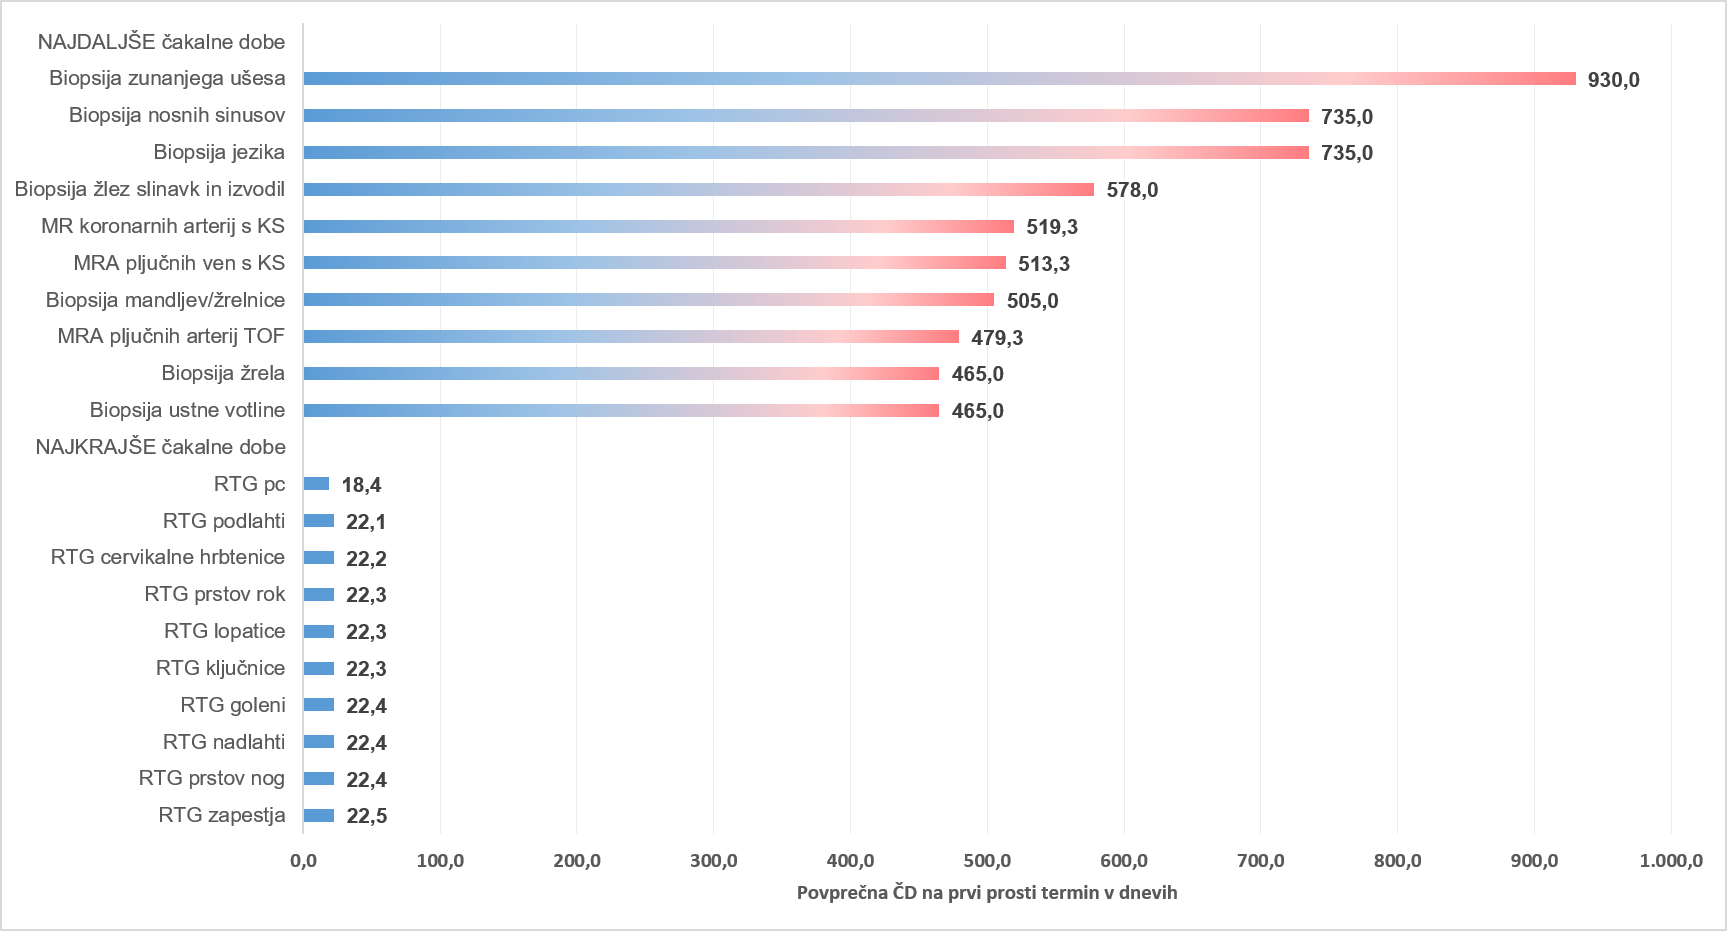 NAJDALJŠE čakalne dobe
Biopsija zunanjega ušesa 930,0
Biopsija nosnih sinusov 735,0
Biopsija jezika 735,0
Biopsija žlez slinavk in izvodil 578,0
MR koronarnih arterij s KS 519,3
MRA pljučnih ven s KS 513,3
Biopsija mandljev/žrelnice 505,0
MRA pljučnih arterij TOF 479,3
Biopsija žrela 465,0
Biopsija ustne votline 465,0
NAJKRAJŠE čakalne dobe
RTG pc 18,4
RTG podlahti 22,1
RTG cervikalne hrbtenice 22,2
RTG prstov rok 22,3
RTG lopatice 22,3
RTG ključnice 22,3
RTG goleni 22,4
RTG nadlahti 22,4
RTG prstov nog 22,4
RTG zapestja 22,5
0,0 100,0 200,0 300,0 400,0 500,0 600,0 700,0 800,0 900,0 1.000,0
Povprečna ČD na prvi prosti termin v dnevih